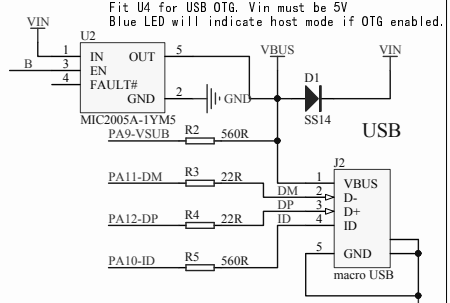 Fit U4 for USB OTG. Vin must be 5V
Blue LED will indicate host mode if OTG enabled.
VIN
U2
VBUS
VIN
1 IN OUT 5
B 3 EN
4 FAULT#
GND 2 GND
D1
MIC2005A-1YM5
SS14
USB
PA9-VSUB R2 560R
J2
PA11-DM R3 22R
1 VBUS
DM 2 D-
PA12-DP R4 22R
DP 3 D+
ID 4 ID
PA10-ID R5 560R
5 GND
macro USB